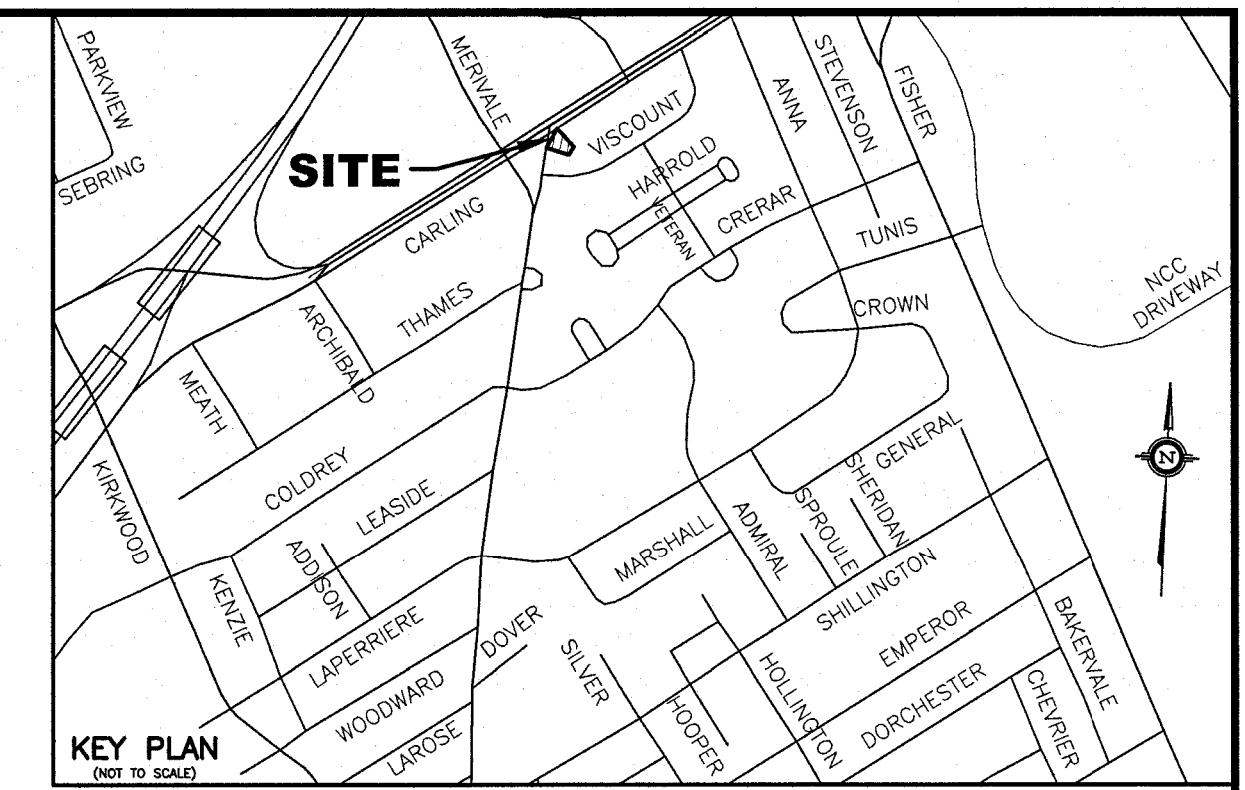 PARKVIEW
SEBRING
MERIVALE
SITE
VISCOUNT
ANNA
STEVENSON
FISHER
HARROLD
VETERAN
CRERAR
TUNIS
NCC
DRIVEWAY
CARLING
THAMES
ARCHIBALD
MEATH
CROWN
KIRKWOOD
COLDREY
LEASIDE
ADDISON
KENZIE
LAPERRIERE
WOODWARD
LAROSE
DOVER
SILVER
HOOPER
MARSHALL
ADMIRAL
SPROULE
SHERIDAN
GENERAL
SHILLINGTON
EMPEROR
HOLLINGTON
DORCHESTER
BAKERVALE
CHEVRIER
N
KEY PLAN
(NOT TO SCALE)